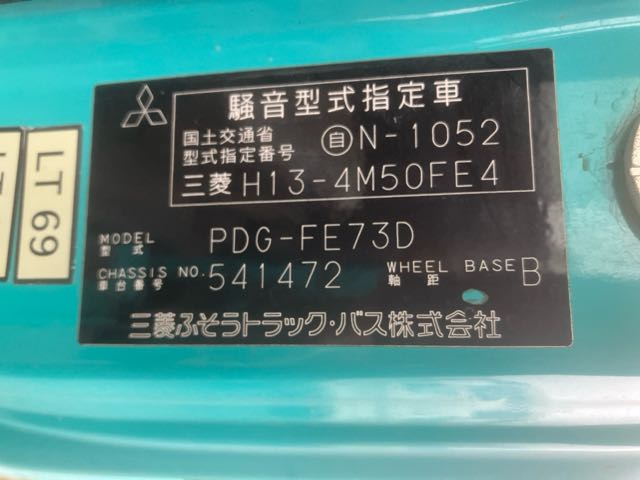 騒音型式指定車
国土交通省
型式指定番号
自 N-1052
三菱 H13-4M50FE4
MODEL
型式
PDG-FE73D
CHASSIS NO.
車台番号
541472
WHEEL BASE
軸距
B
三菱ふそうトラック・バス株式会社
LT 69